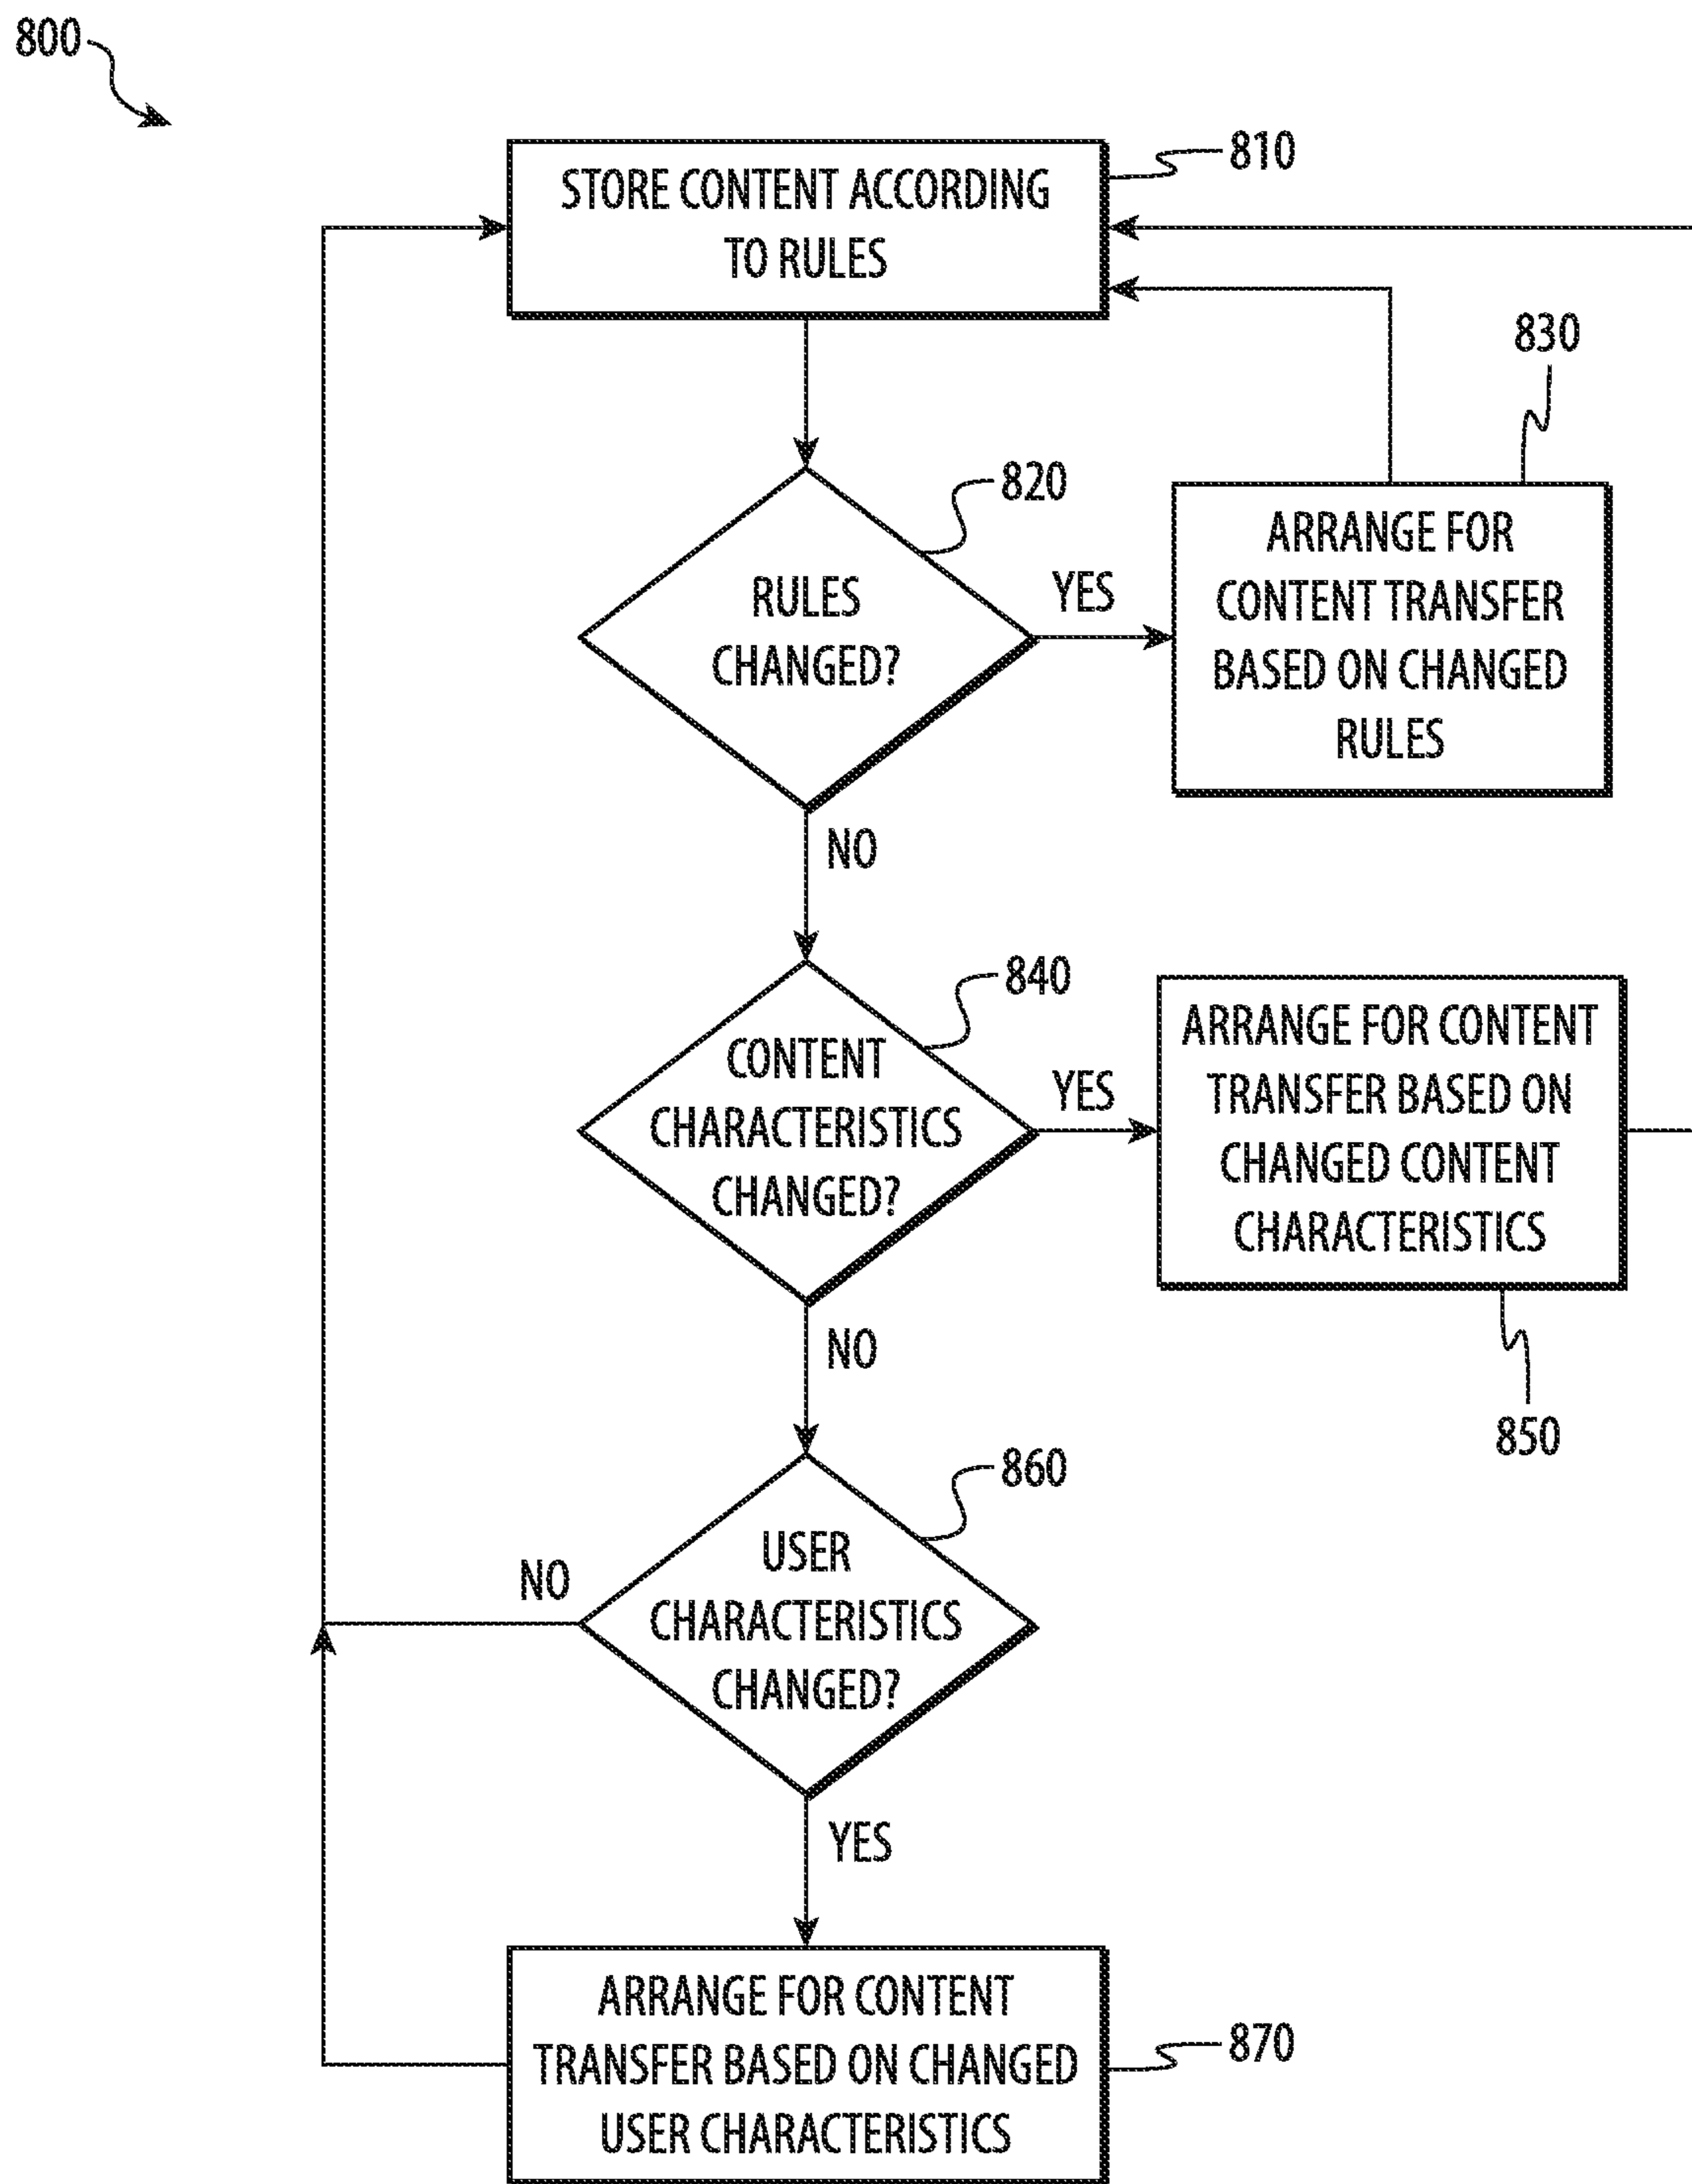 800
STORE CONTENT ACCORDING
TO RULES
810
830
820
RULES
CHANGED?
YES
ARRANGE FOR
CONTENT TRANSFER
BASED ON CHANGED
RULES
NO
840
CONTENT
CHARACTERISTICS
CHANGED?
YES
ARRANGE FOR CONTENT
TRANSFER BASED ON
CHANGED CONTENT
CHARACTERISTICS
NO
850
860
USER
CHARACTERISTICS
CHANGED?
NO
YES
ARRANGE FOR CONTENT
TRANSFER BASED ON CHANGED
USER CHARACTERISTICS
870